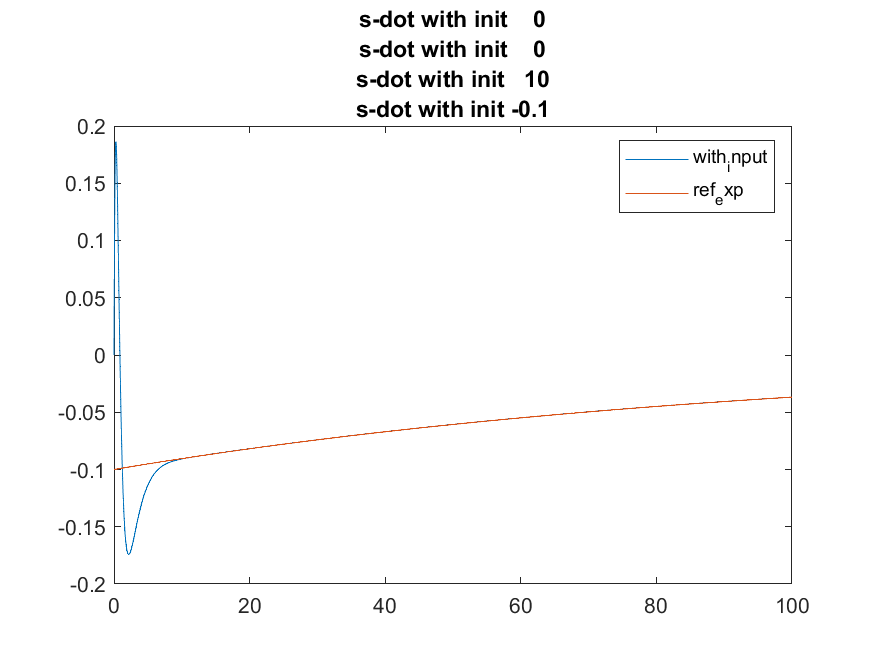 s-dot with init    0
s-dot with init    0
s-dot with init   10
s-dot with init -0.1
0.2
0.15
0.1
0.05
0
-0.05
-0.1
-0.15
-0.2
with_input
ref_exp
0
20
40
60
80
100